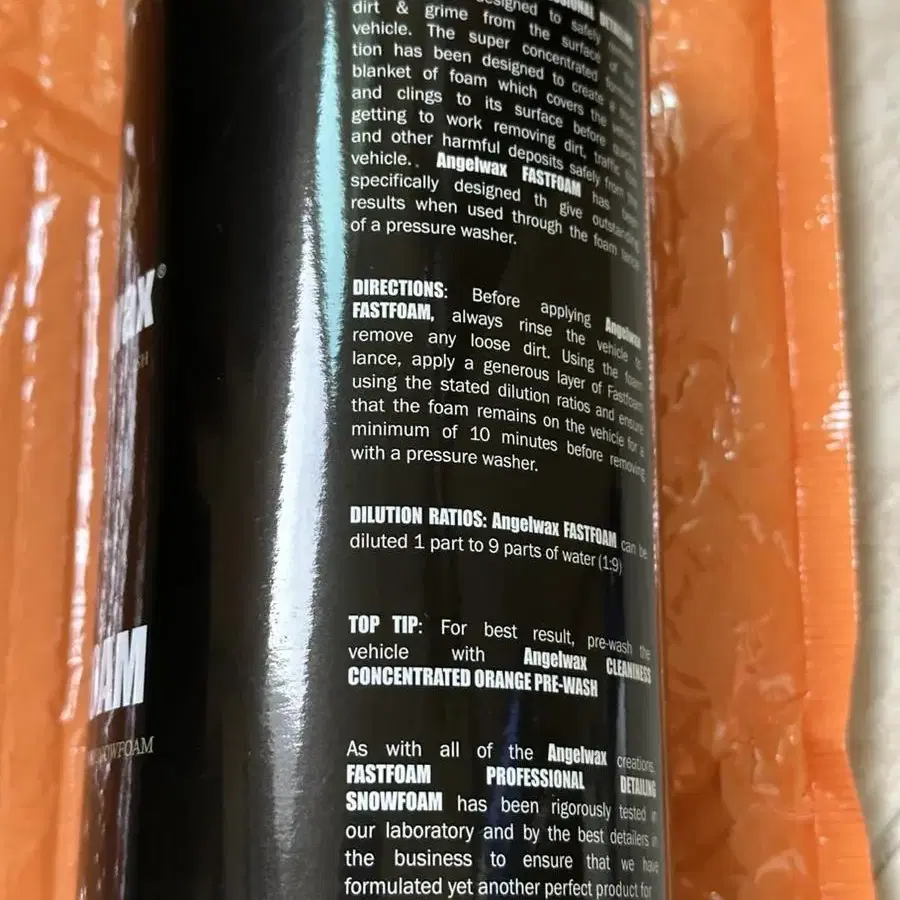 designed to safely
dirt & grime from the surface of
vehicle. The super concentrated
tion has been designed to create a
blanket of foam which covers the
and clings to its surface before
getting to work removing dirt, traffic
and other harmful deposits safely from
vehicle.. Angelwax FASTFOAM has
specifically designed th give outstanding
results when used through the foam lance
of a pressure washer.
DIRECTIONS: Before applying Angelwax
FASTFOAM, always rinse the vehicle to
remove any loose dirt. Using the foam
lance, apply a generous layer of Fastfoam
using the stated dilution ratios and ensure
that the foam remains on the vehicle for a
minimum of 10 minutes before removing
with a pressure washer.
DILUTION RATIOS: Angelwax FASTFOAM can be
diluted 1 part to 9 parts of water (1:9)
TOP TIP: For best result, pre-wash the
vehicle with Angelwax CLEANINESS
CONCENTRATED ORANGE PRE-WASH
As with all of the Angelwax creations,
FASTFOAM PROFESSIONAL DETAILING
SNOWFOAM has been rigorously tested in
our laboratory and by the best detailers in
the business to ensure that we have
formulated yet another perfect product for